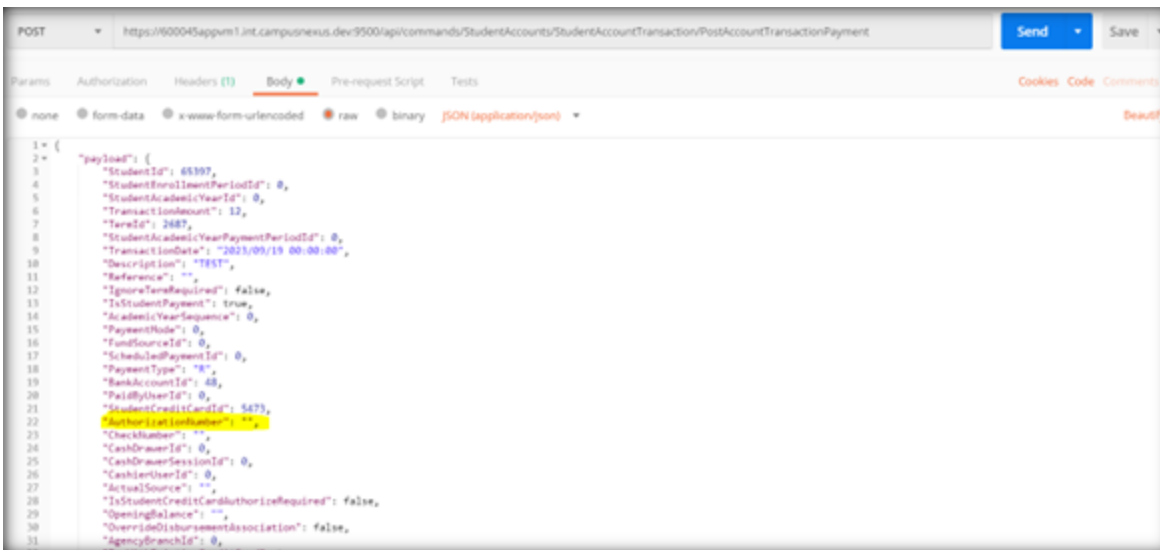 POST https://600045appvm1.int.campusnexus.dev:9500/api/commands/StudentAccounts/StudentAccountTransaction/PostAccountTransactionPayment Send Save
Params Authorization Headers (1) Body Pre-request Script Tests Cookies Code Comments
none form-data x-www-form-urlencoded raw binary JSON (application/json) Beautif
1 {
2 "payload": {
3 "StudentId": 65397,
4 "StudentEnrollmentPeriodId": 0,
5 "StudentAcademicYearId": 0,
6 "TransactionAmount": 12,
7 "TermId": 2687,
8 "StudentAcademicYearPaymentPeriodId": 0,
9 "TransactionDate": "2023/09/19 00:00:00",
10 "Description": "TEST",
11 "Reference": "",
12 "IgnoreTermRequired": false,
13 "IsStudentPayment": true,
14 "AcademicYearSequence": 0,
15 "PaymentMode": 0,
16 "FundSourceId": 0,
17 "ScheduledPaymentId": 0,
18 "PaymentType": "R",
19 "BankAccountId": 48,
20 "PaidByUserId": 0,
21 "StudentCreditCardId": 5473,
22 "AuthorizationNumber": "",
23 "CheckNumber": "",
24 "CashDrawerId": 0,
25 "CashDrawerSessionId": 0,
26 "CashierUserId": 0,
27 "ActualSource": "",
28 "IsStudentCreditCardAuthorizeRequired": false,
29 "OpeningBalance": "",
30 "OverrideDisbursementAssociation": false,
31 "AgencyBranchId": 0,